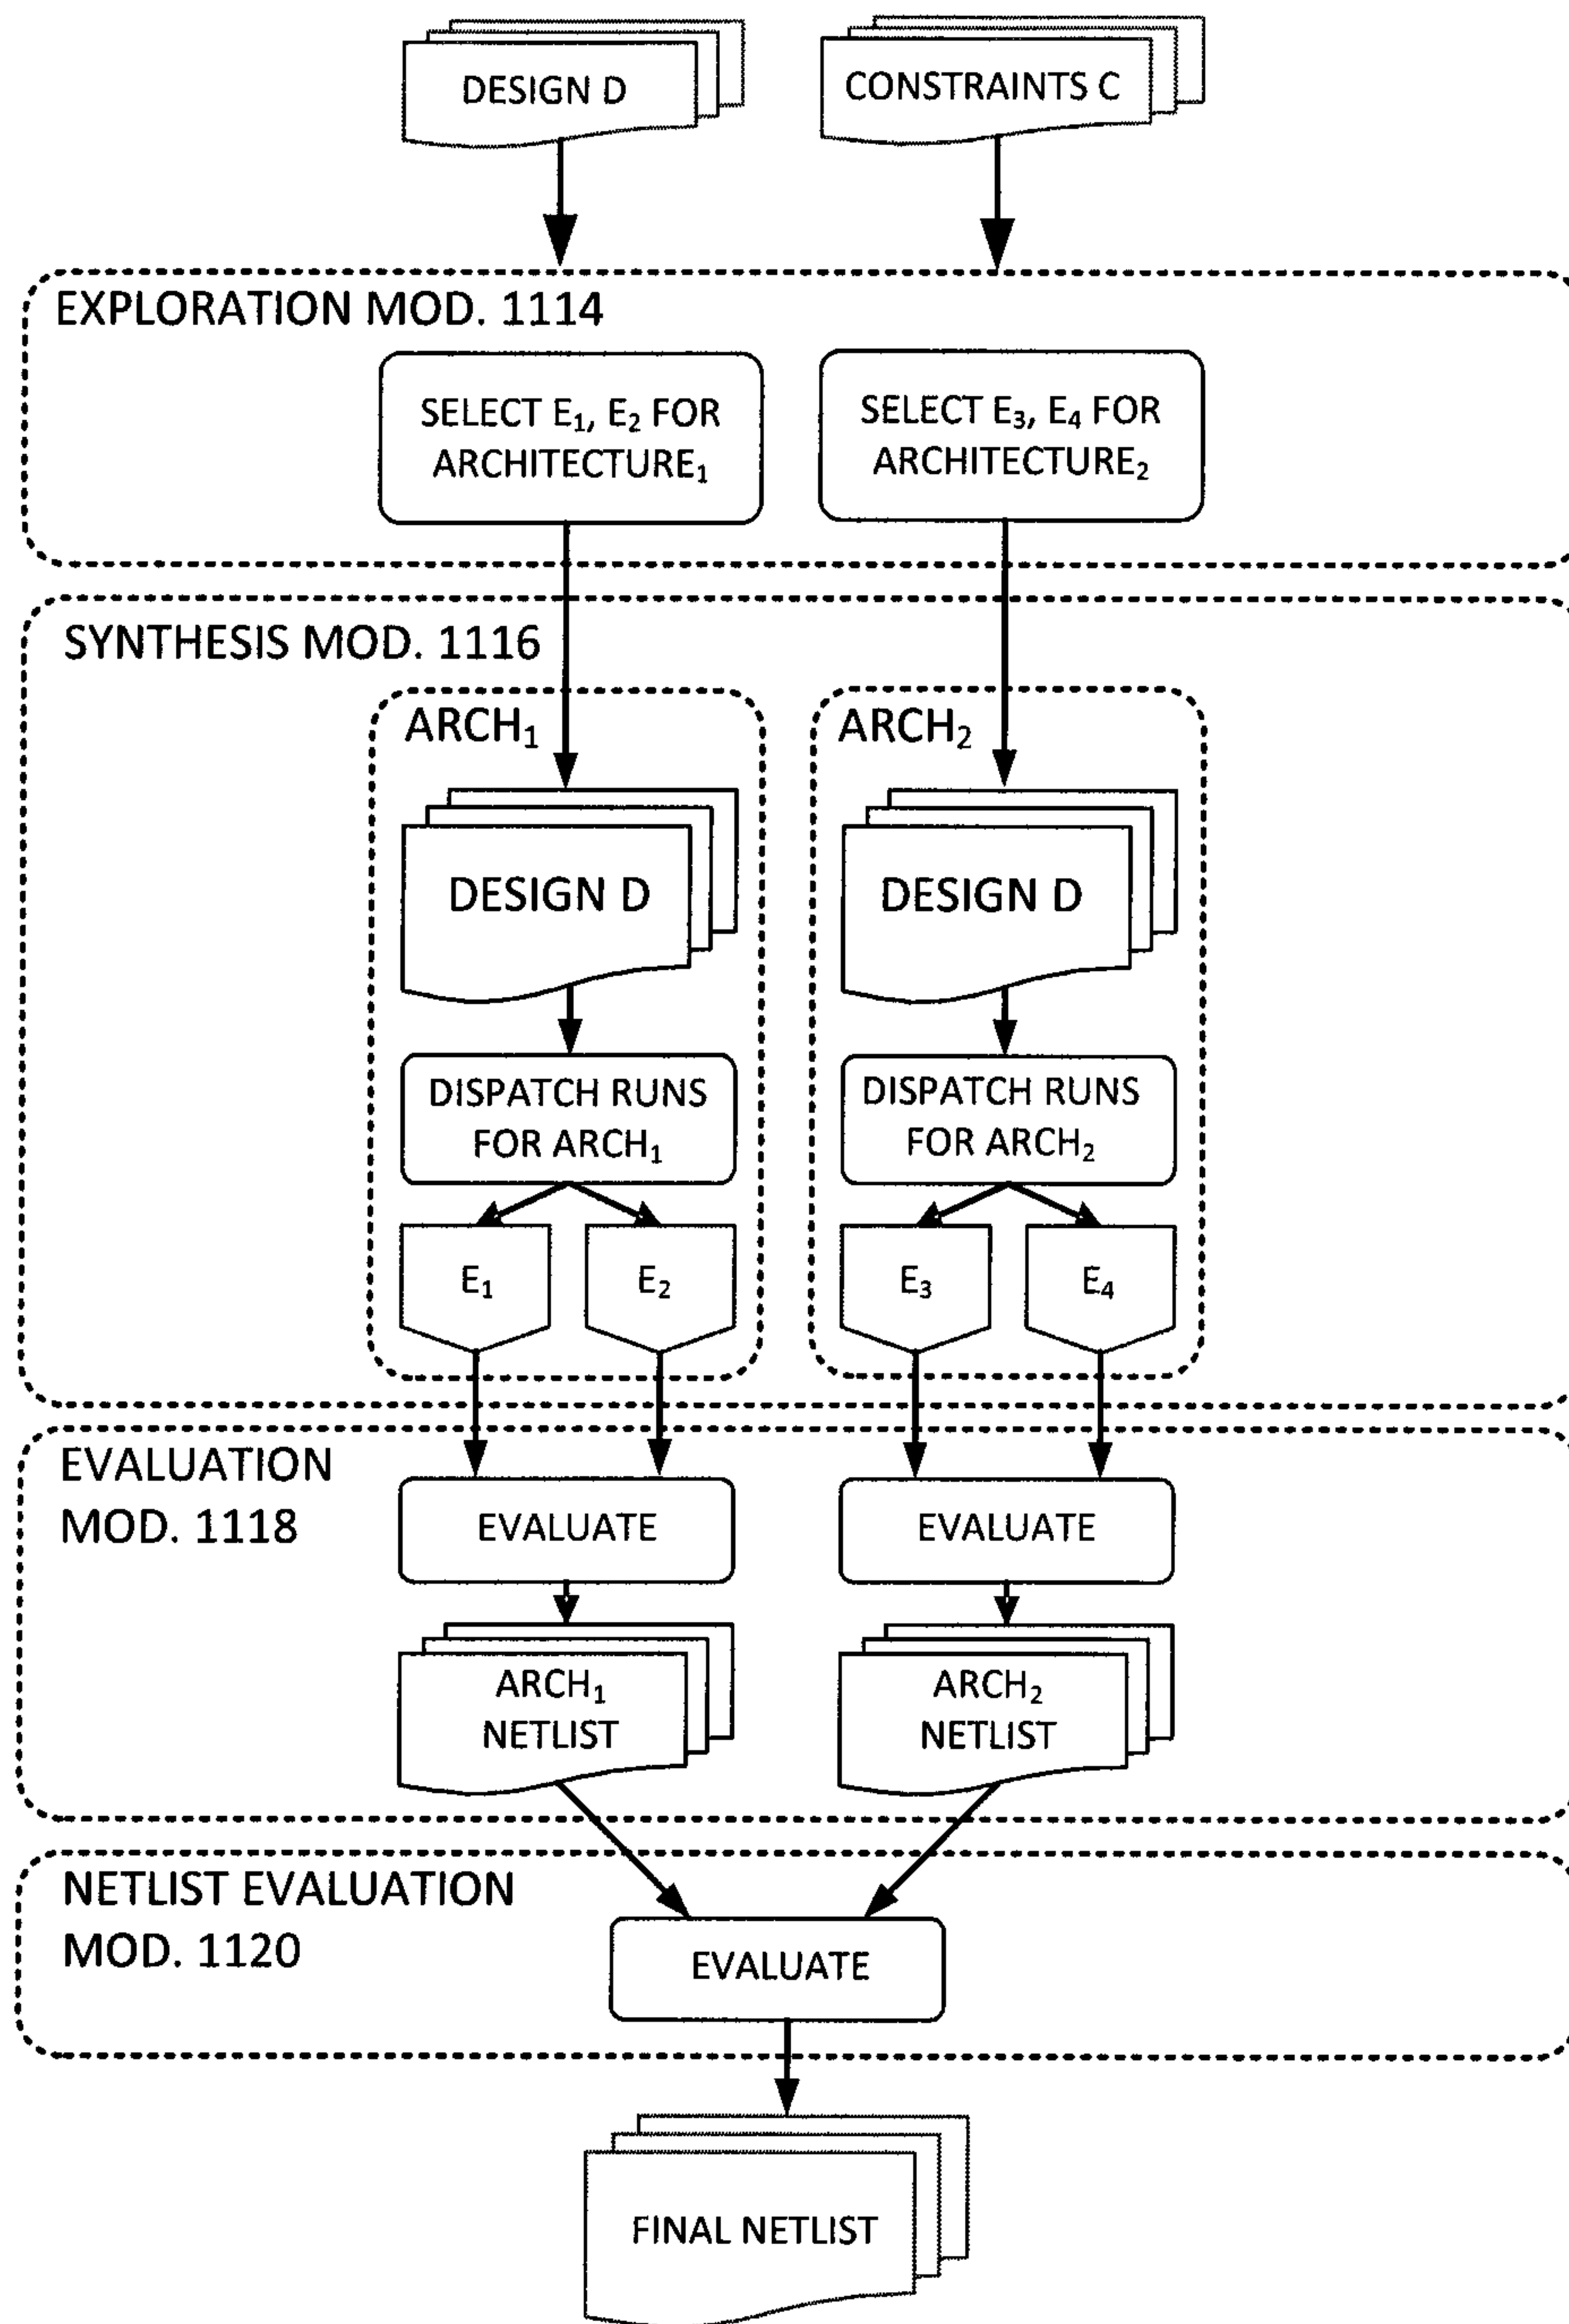 DESIGN D
CONSTRAINTS C
EXPLORATION MOD. 1114
SELECT E₁, E₂ FOR
ARCHITECTURE₁
SELECT E₃, E₄ FOR
ARCHITECTURE₂
SYNTHESIS MOD. 1116
ARCH₁
DESIGN D
DISPATCH RUNS
FOR ARCH₁
E₁
E₂
ARCH₂
DESIGN D
DISPATCH RUNS
FOR ARCH₂
E₃
E₄
EVALUATION
MOD. 1118
EVALUATE
EVALUATE
ARCH₁
NETLIST
ARCH₂
NETLIST
NETLIST EVALUATION
MOD. 1120
EVALUATE
FINAL NETLIST